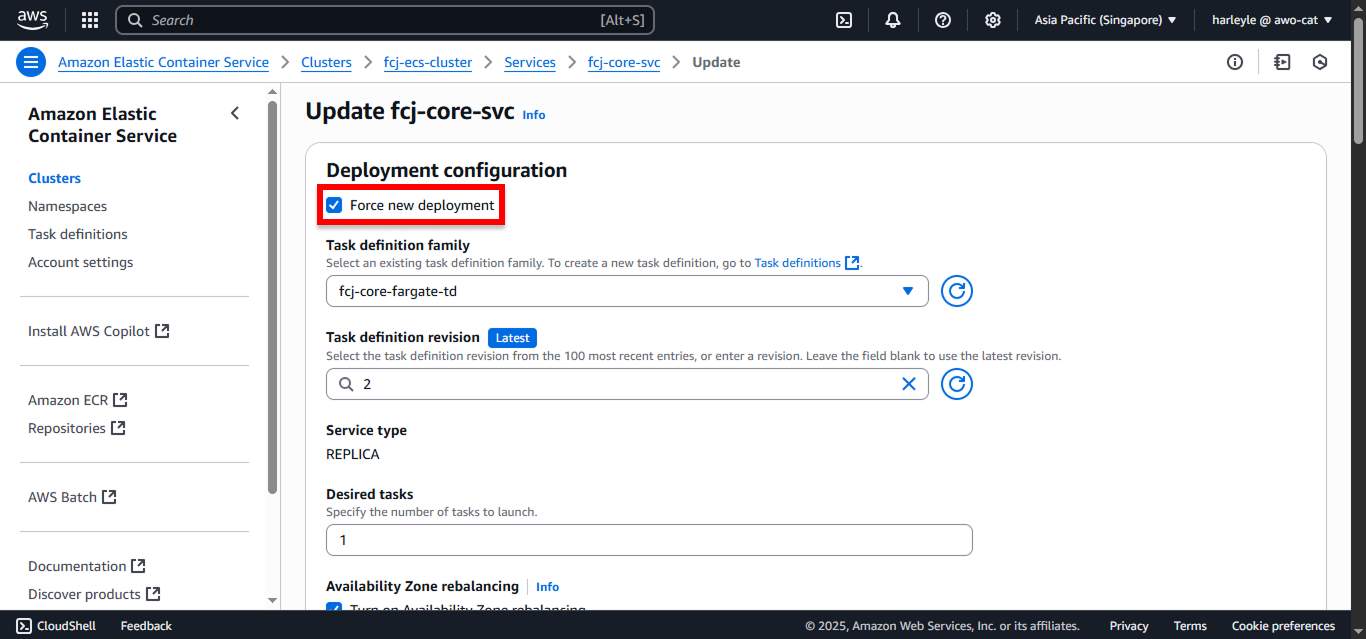 aws
Search
[Alt+S]
Asia Pacific (Singapore)
harleyle @ awo-cat
Amazon Elastic Container Service
Clusters
fcj-ecs-cluster
Services
fcj-core-svc
Update
Amazon Elastic
Container Service
Clusters
Namespaces
Task definitions
Account settings
Install AWS Copilot
Amazon ECR
Repositories
AWS Batch
Documentation
Discover products
Update fcj-core-svc Info
Deployment configuration
Force new deployment
Task definition family
Select an existing task definition family. To create a new task definition, go to Task definitions .
fcj-core-fargate-td
Task definition revision Latest
Select the task definition revision from the 100 most recent entries, or enter a revision. Leave the field blank to use the latest revision.
2
Service type
REPLICA
Desired tasks
Specify the number of tasks to launch.
1
Availability Zone rebalancing Info
Turn on Availability Zone rebalancing
CloudShell
Feedback
© 2025, Amazon Web Services, Inc. or its affiliates.
Privacy
Terms
Cookie preferences